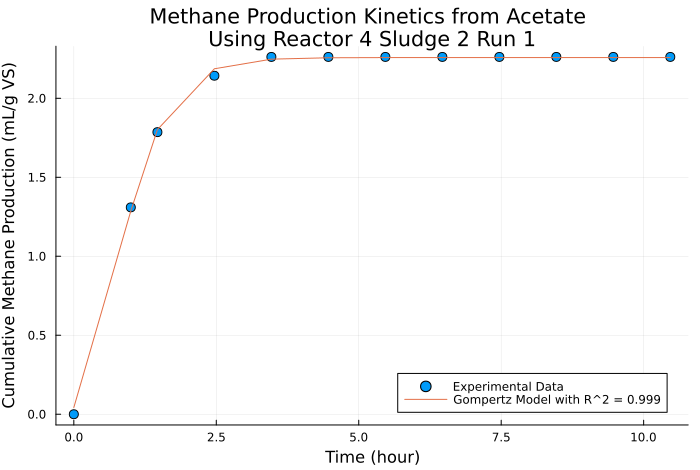 Methane Production Kinetics from Acetate
Using Reactor 4 Sludge 2 Run 1
Cumulative Methane Production (mL/g VS)
2.0
1.5
1.0
0.5
0.0
0.0
2.5
5.0
7.5
10.0
Time (hour)
Experimental Data
Gompertz Model with R^2 = 0.999